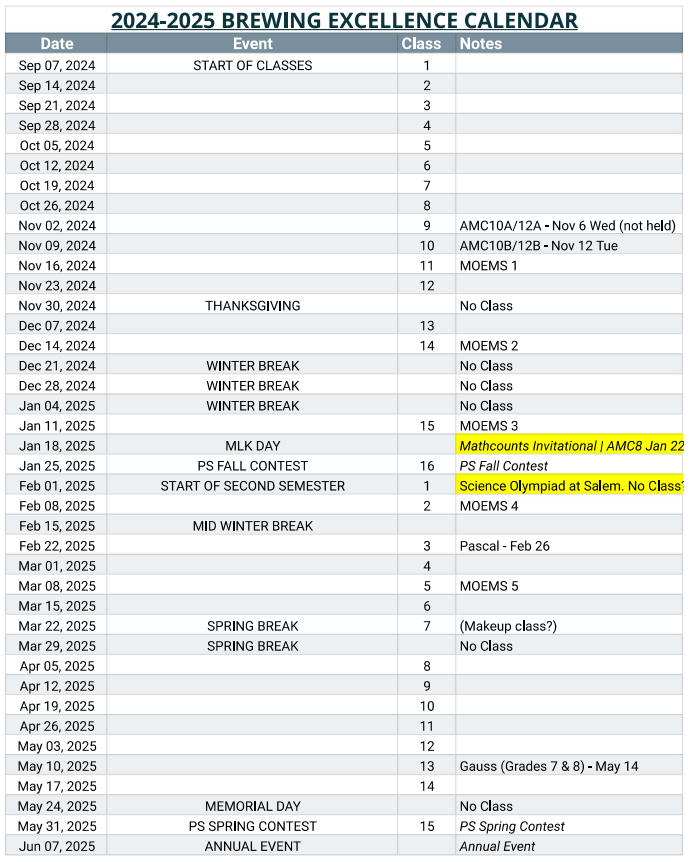 2024-2025 BREWING EXCELLENCE CALENDAR
Date Event Class Notes
Sep 07, 2024 START OF CLASSES 1
Sep 14, 2024 2
Sep 21, 2024 3
Sep 28, 2024 4
Oct 05, 2024 5
Oct 12, 2024 6
Oct 19, 2024 7
Oct 26, 2024 8
Nov 02, 2024 9 AMC10A/12A - Nov 6 Wed (not held)
Nov 09, 2024 10 AMC10B/12B - Nov 12 Tue
Nov 16, 2024 11 MOEMS 1
Nov 23, 2024 12
Nov 30, 2024 THANKSGIVING No Class
Dec 07, 2024 13
Dec 14, 2024 14 MOEMS 2
Dec 21, 2024 WINTER BREAK No Class
Dec 28, 2024 WINTER BREAK No Class
Jan 04, 2025 WINTER BREAK No Class
Jan 11, 2025 15 MOEMS 3
Jan 18, 2025 MLK DAY Mathcounts Invitational | AMC8 Jan 22
Jan 25, 2025 PS FALL CONTEST 16 PS Fall Contest
Feb 01, 2025 START OF SECOND SEMESTER 1 Science Olympiad at Salem. No Class?
Feb 08, 2025 2 MOEMS 4
Feb 15, 2025 MID WINTER BREAK
Feb 22, 2025 3 Pascal - Feb 26
Mar 01, 2025 4
Mar 08, 2025 5 MOEMS 5
Mar 15, 2025 6
Mar 22, 2025 SPRING BREAK 7 (Makeup class?)
Mar 29, 2025 SPRING BREAK No Class
Apr 05, 2025 8
Apr 12, 2025 9
Apr 19, 2025 10
Apr 26, 2025 11
May 03, 2025 12
May 10, 2025 13 Gauss (Grades 7 & 8) - May 14
May 17, 2025 14
May 24, 2025 MEMORIAL DAY No Class
May 31, 2025 PS SPRING CONTEST 15 PS Spring Contest
Jun 07, 2025 ANNUAL EVENT Annual Event